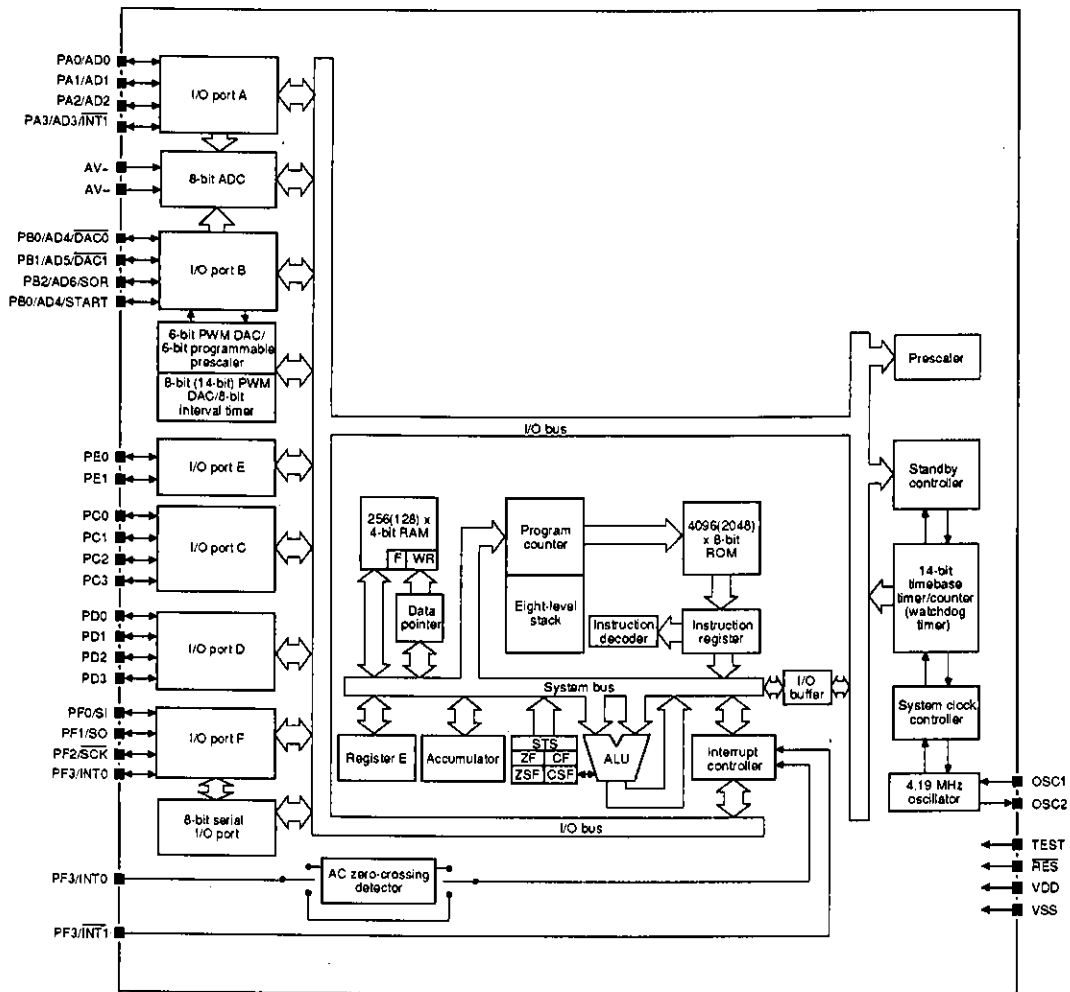 PA0/AD0
PA1/AD1
PA2/AD2
PA3/AD3/INT1
I/O port A
AV–
AV–
8-bit ADC
PB0/AD4/DAC0
PB1/AD5/DAC1
PB2/AD6/SOR
PB0/AD4/START
I/O port B
6-bit PWM DAC/
6-bit programmable
prescaler
8-bit (14-bit) PWM
DAC/8-bit
interval timer
Prescaler
I/O bus
PE0
PE1
I/O port E
Standby
controller
PC0
PC1
PC2
PC3
I/O port C
256(128) x
4-bit RAM
F
WR
Data
pointer
Program
counter
Eight-level
stack
4096(2048)
x 8-bit
ROM
Instruction
decoder
Instruction
register
14-bit
timebase
timer/counter
(watchdog
timer)
PD0
PD1
PD2
PD3
I/O port D
System bus
I/O
buffer
System clock
controller
PF0/SI
PF1/SO
PF2/SCK
PF3/INT0
I/O port F
Register E
Accumulator
STS
ZF
CF
ZSF
CSF
ALU
Interrupt
controller
4.19 MHz
oscillator
OSC1
OSC2
8-bit serial
I/O port
I/O bus
TEST
RES
VDD
VSS
PF3/INT0
AC zero-crossing
detector
PF3/INT1